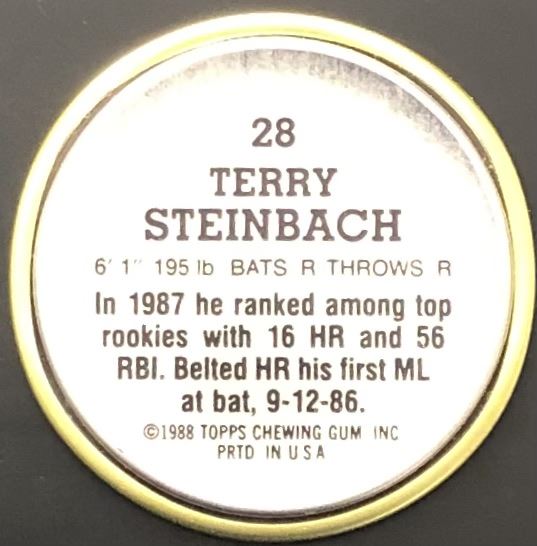 28
TERRY
STEINBACH
6' 1" 195 lb BATS R THROWS R
In 1987 he ranked among top
rookies with 16 HR and 56
RBI. Belted HR his first ML
at bat, 9-12-86.
©1988 TOPPS CHEWING GUM INC
PRTD IN U S A